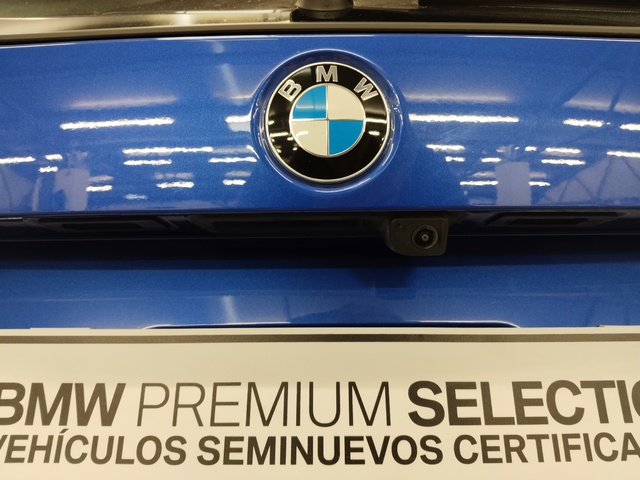 BMW
BMW PREMIUM SELECTIO
VEHÍCULOS SEMINUEVOS CERTIFICA